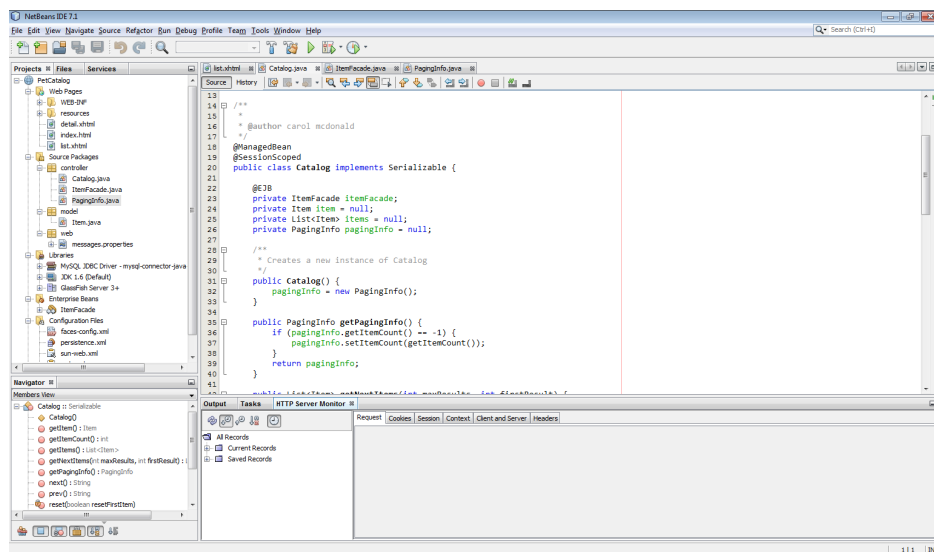 NetBeans IDE 7.1
File Edit View Navigate Source Refactor Run Debug Profile Team Tools Window Help
Search (Ctrl+I)
Projects Files Services
PetCatalog
Web Pages
WEB-INF
resources
detail.xhtml
index.html
list.xhtml
Source Packages
controller
Catalog.java
ItemFacade.java
PagingInfo.java
model
Item.java
web
messages.properties
Libraries
MySQL JDBC Driver - mysql-connector-java
JDK 1.6 (Default)
GlassFish Server 3+
Enterprise Beans
ItemFacade
Configuration Files
faces-config.xml
persistence.xml
sun-web.xml
list.xhtml Catalog.java ItemFacade.java PagingInfo.java
Source History
13
14 /**
15 *
16 * @author carol mcdonald
17 */
18 @ManagedBean
19 @SessionScoped
20 public class Catalog implements Serializable {
21
22 @EJB
23 private ItemFacade itemFacade;
24 private Item item = null;
25 private List<Item> items = null;
26 private PagingInfo pagingInfo = null;
27
28 /**
29 * Creates a new instance of Catalog
30 */
31 public Catalog() {
32 pagingInfo = new PagingInfo();
33 }
34
35 public PagingInfo getPagingInfo() {
36 if (pagingInfo.getItemCount() == -1) {
37 pagingInfo.setItemCount(getItemCount());
38 }
39 return pagingInfo;
40 }
41
public List<Item> getNextItems(int maxResults, int firstResult) {
Navigator
Members View
Catalog :: Serializable
Catalog()
getItem() : Item
getItemCount() : int
getItems() : List<Item>
getNextItems(int maxResults, int firstResult) :
getPagingInfo() : PagingInfo
next() : String
prev() : String
reset(boolean resetFirstItem)
Output Tasks HTTP Server Monitor
All Records
Current Records
Saved Records
Request Cookies Session Context Client and Server Headers
1|1 IN